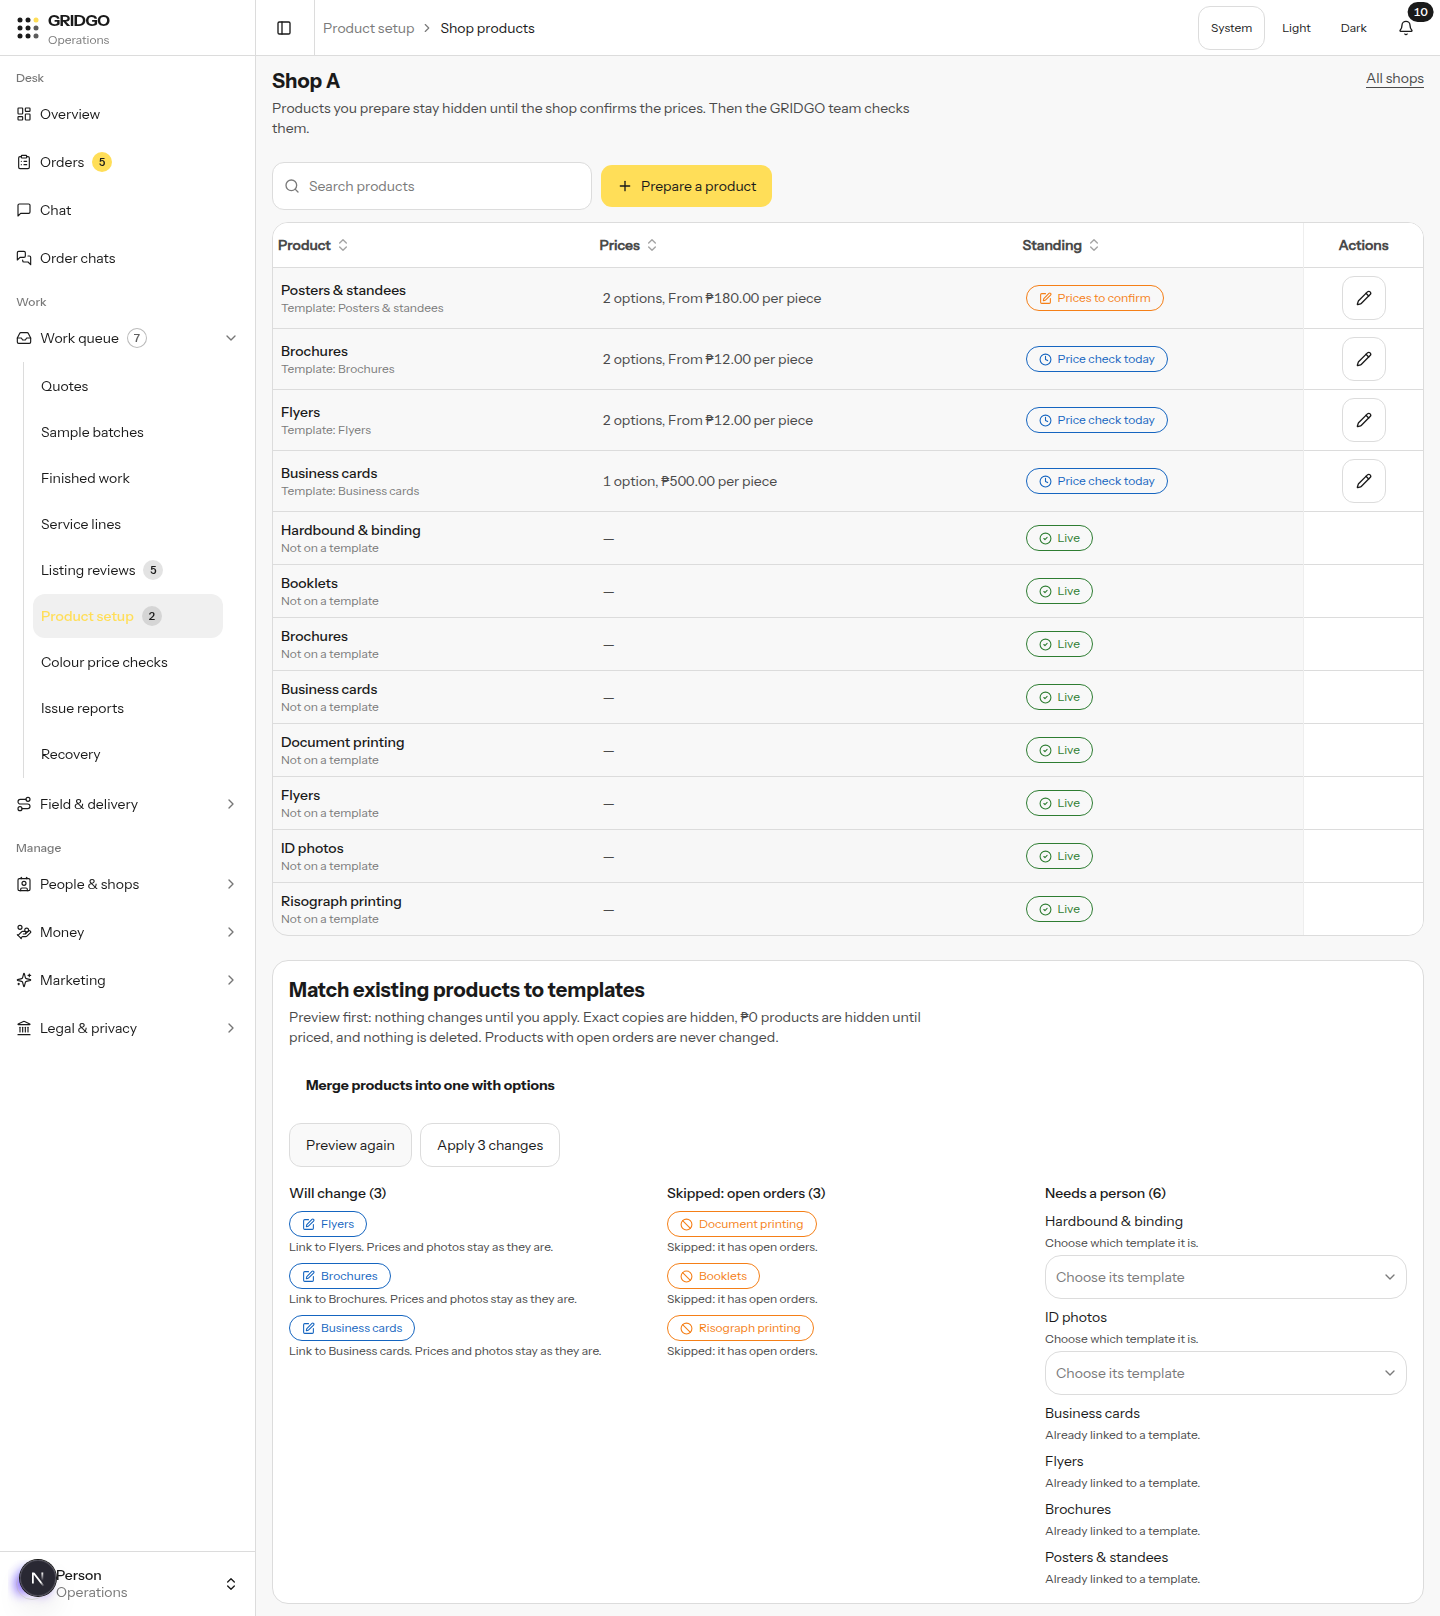 GRIDGO
Operations
Product setup
Shop products
System
Light
Dark
10
Desk
Overview
Orders 5
Chat
Order chats
Work
Work queue 7
Quotes
Sample batches
Finished work
Service lines
Listing reviews 5
Product setup 2
Colour price checks
Issue reports
Recovery
Field & delivery
Manage
People & shops
Money
Marketing
Legal & privacy
N
Person
Operations
Shop A
All shops
Products you prepare stay hidden until the shop confirms the prices. Then the GRIDGO team checks
them.
Search products
Prepare a product
Product Prices Standing Actions
Posters & standees
Template: Posters & standees
2 options, From ₱180.00 per piece
Prices to confirm
Brochures
Template: Brochures
2 options, From ₱12.00 per piece
Price check today
Flyers
Template: Flyers
2 options, From ₱12.00 per piece
Price check today
Business cards
Template: Business cards
1 option, ₱500.00 per piece
Price check today
Hardbound & binding
Not on a template
—
Live
Booklets
Not on a template
—
Live
Brochures
Not on a template
—
Live
Business cards
Not on a template
—
Live
Document printing
Not on a template
—
Live
Flyers
Not on a template
—
Live
ID photos
Not on a template
—
Live
Risograph printing
Not on a template
—
Live
Match existing products to templates
Preview first: nothing changes until you apply. Exact copies are hidden, ₱0 products are hidden until
priced, and nothing is deleted. Products with open orders are never changed.
Merge products into one with options
Preview again
Apply 3 changes
Will change (3)
Flyers
Link to Flyers. Prices and photos stay as they are.
Brochures
Link to Brochures. Prices and photos stay as they are.
Business cards
Link to Business cards. Prices and photos stay as they are.
Skipped: open orders (3)
Document printing
Skipped: it has open orders.
Booklets
Skipped: it has open orders.
Risograph printing
Skipped: it has open orders.
Needs a person (6)
Hardbound & binding
Choose which template it is.
Choose its template
ID photos
Choose which template it is.
Choose its template
Business cards
Already linked to a template.
Flyers
Already linked to a template.
Brochures
Already linked to a template.
Posters & standees
Already linked to a template.